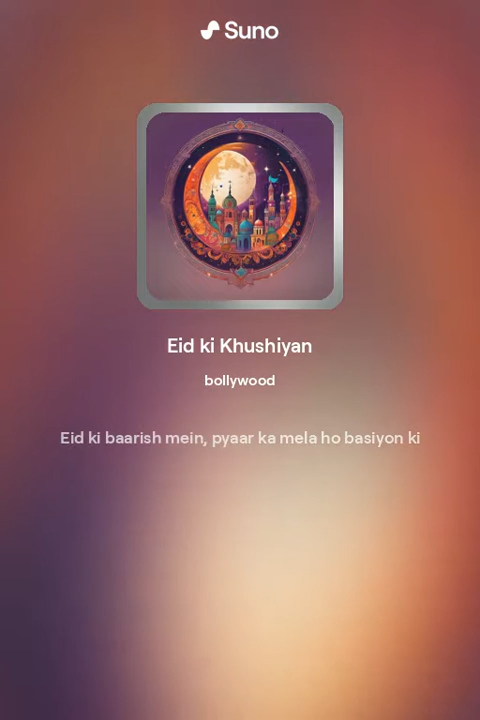 Suno
Eid ki Khushiyan
bollywood
Eid ki baarish mein, pyaar ka mela ho basiyon ki